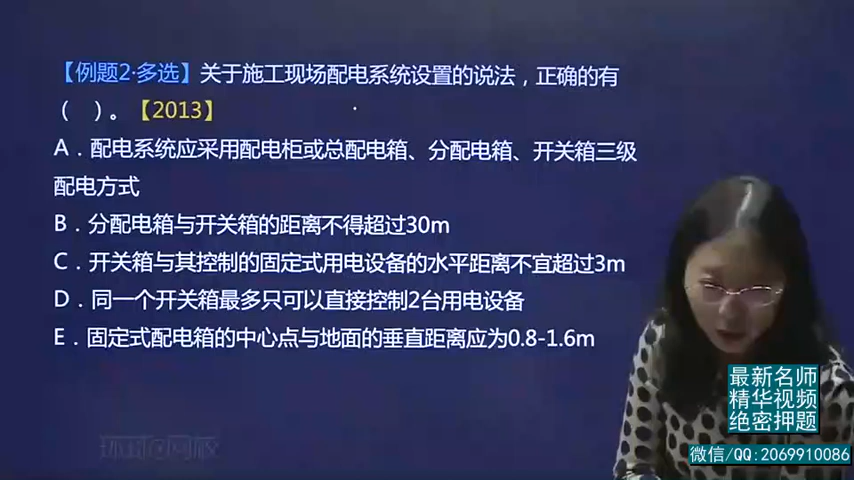 【例题2·多选】关于施工现场配电系统设置的说法，正确的有
（　）。【2013】
A．配电系统应采用配电柜或总配电箱、分配电箱、开关箱三级
配电方式
B．分配电箱与开关箱的距离不得超过30m
C．开关箱与其控制的固定式用电设备的水平距离不宜超过3m
D．同一个开关箱最多只可以直接控制2台用电设备
E．固定式配电箱的中心点与地面的垂直距离应为0.8-1.6m
最新名师
精华视频
绝密押题
微信/QQ:2069910086